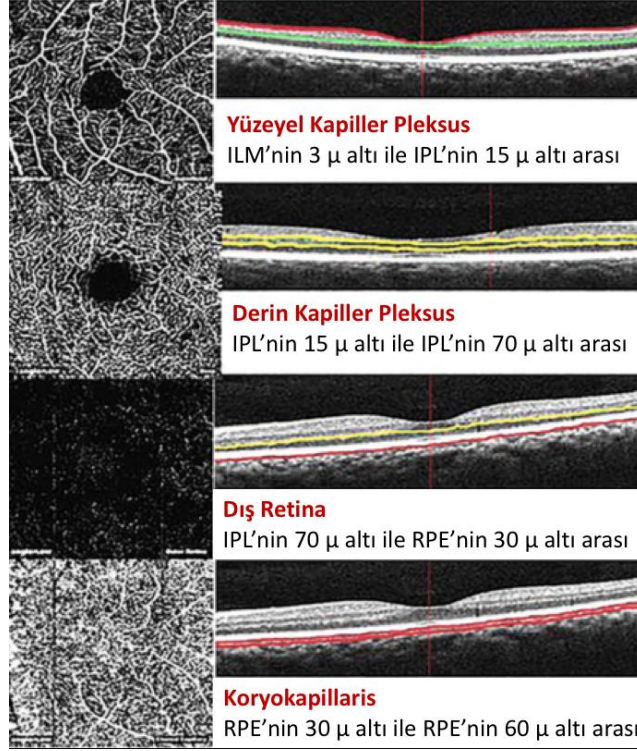 Yüzeyel Kapiller Pleksus
ILM’nin 3 µ altı ile IPL’nin 15 µ altı arası
Derin Kapiller Pleksus
IPL’nin 15 µ altı ile IPL’nin 70 µ altı arası
Dış Retina
IPL’nin 70 µ altı ile RPE’nin 30 µ altı arası
Koryokapillaris
RPE’nin 30 µ altı ile RPE’nin 60 µ altı arası